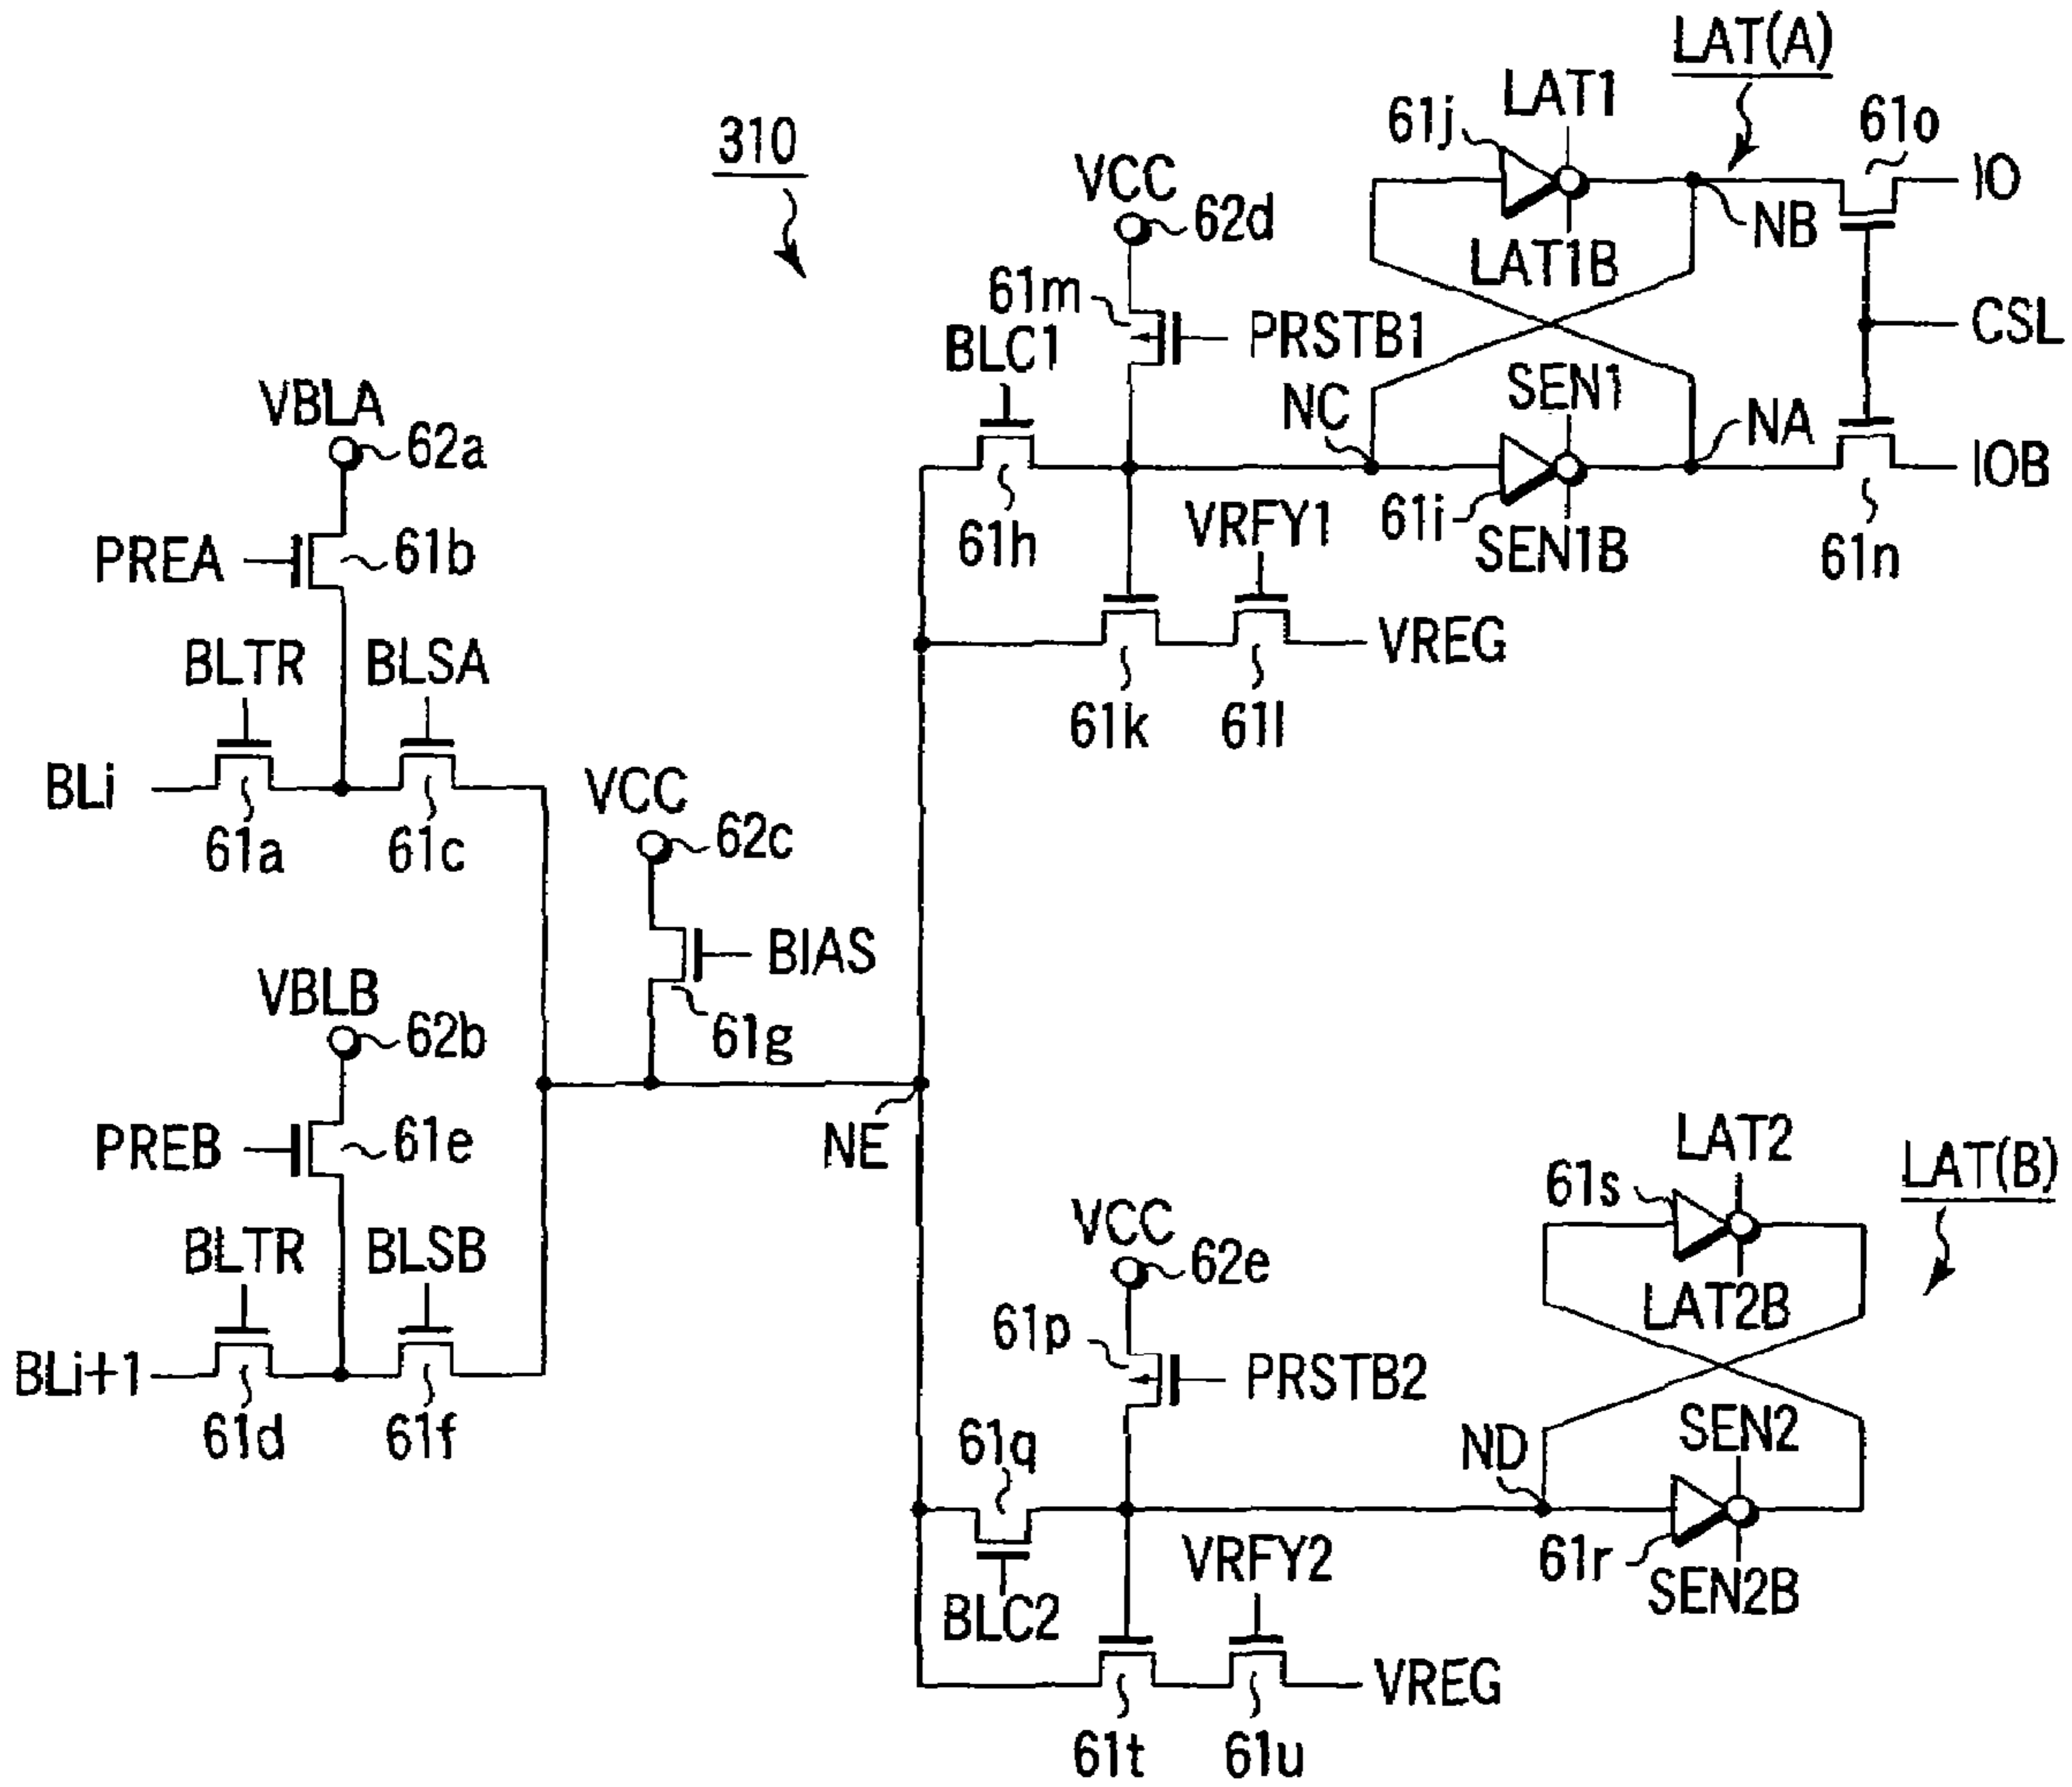 LAT(A)
LAT1
61j
61o
310
VCC
IO
62d
NB
LAT1B
61m
PRSTB1
CSL
BLC1
SEN1
VBLA
NC
NA
62a
IOB
VRFY1
61i
61h
SEN1B
61n
PREA
61b
BLTR
BLSA
VREG
61k
61l
BLi
VCC
62c
61a
61c
BIAS
VBLB
62b
61g
PREB
61e
NE
LAT2
61s
LAT(B)
VCC
BLTR
BLSB
62e
LAT2B
61p
BLi+1
PRSTB2
61d
61f
61q
SEN2
ND
VRFY2
61r
BLC2
SEN2B
VREG
61t
61u